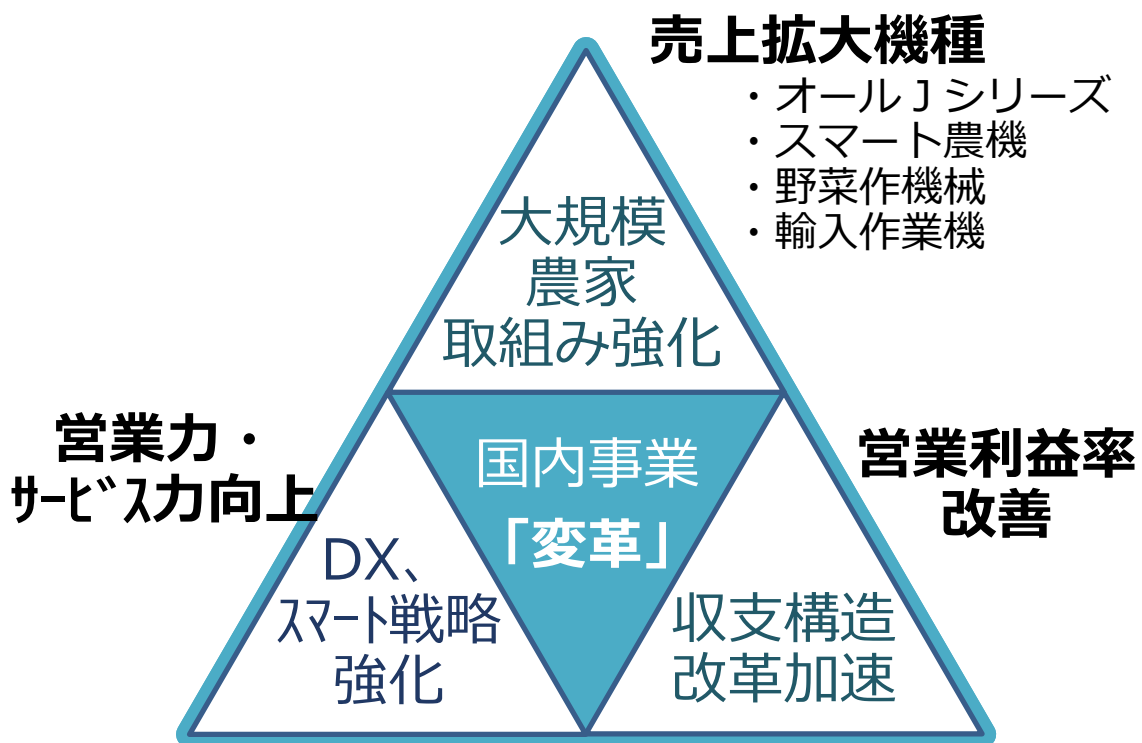 売上拡大機種
・オールJシリーズ
・スマート農機
・野菜作機械
・輸入作業機
大規模
農家
取組み強化
営業力・
ｻｰﾋﾞｽ力向上
国内事業
「変革」
営業利益率
改善
DX、
ｽﾏｰﾄ戦略
強化
収支構造
改革加速